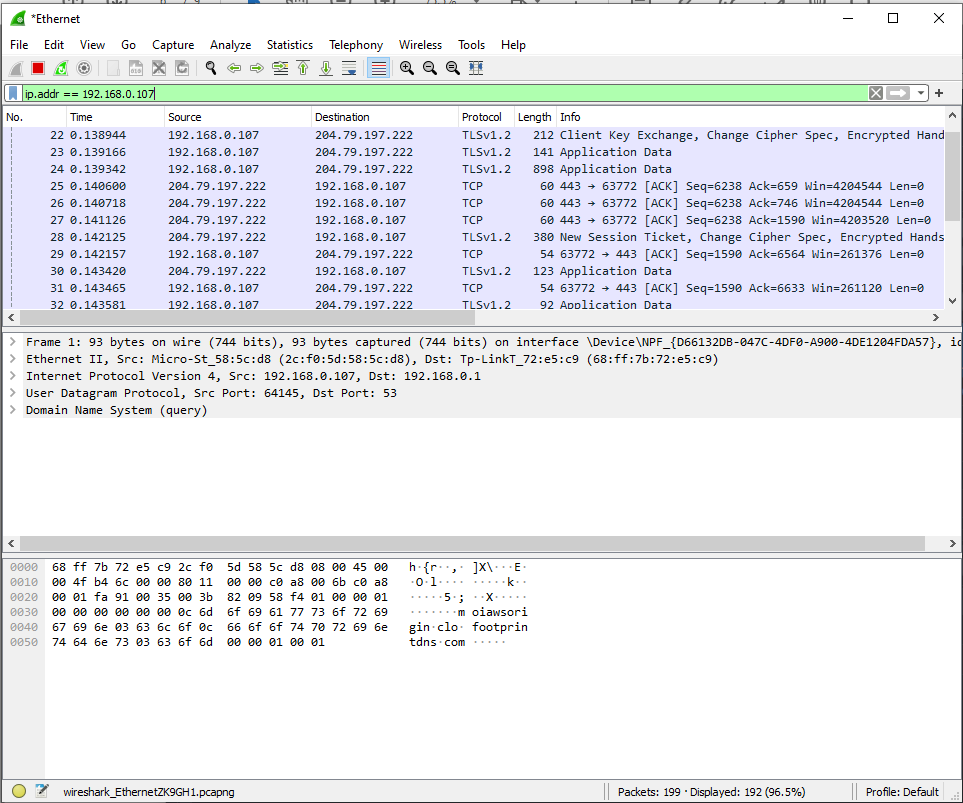 *Ethernet
File Edit View Go Capture Analyze Statistics Telephony Wireless Tools Help
ip.addr == 192.168.0.107
No. Time Source Destination Protocol Length Info
22 0.138944 192.168.0.107 204.79.197.222 TLSv1.2 212 Client Key Exchange, Change Cipher Spec, Encrypted Hand
23 0.139166 192.168.0.107 204.79.197.222 TLSv1.2 141 Application Data
24 0.139342 192.168.0.107 204.79.197.222 TLSv1.2 898 Application Data
25 0.140600 204.79.197.222 192.168.0.107 TCP 60 443 → 63772 [ACK] Seq=6238 Ack=659 Win=4204544 Len=0
26 0.140718 204.79.197.222 192.168.0.107 TCP 60 443 → 63772 [ACK] Seq=6238 Ack=746 Win=4204544 Len=0
27 0.141126 204.79.197.222 192.168.0.107 TCP 60 443 → 63772 [ACK] Seq=6238 Ack=1590 Win=4203520 Len=0
28 0.142125 204.79.197.222 192.168.0.107 TLSv1.2 380 New Session Ticket, Change Cipher Spec, Encrypted Hands
29 0.142157 192.168.0.107 204.79.197.222 TCP 54 63772 → 443 [ACK] Seq=1590 Ack=6564 Win=261376 Len=0
30 0.143420 204.79.197.222 192.168.0.107 TLSv1.2 123 Application Data
31 0.143465 192.168.0.107 204.79.197.222 TCP 54 63772 → 443 [ACK] Seq=1590 Ack=6633 Win=261120 Len=0
32 0.143581 192.168.0.107 204.79.197.222 TLSv1.2 92 Application Data
Frame 1: 93 bytes on wire (744 bits), 93 bytes captured (744 bits) on interface \Device\NPF_{D66132DB-047C-4DF0-A900-4DE1204FDA57}, id
Ethernet II, Src: Micro-St_58:5c:d8 (2c:f0:5d:58:5c:d8), Dst: Tp-LinkT_72:e5:c9 (68:ff:7b:72:e5:c9)
Internet Protocol Version 4, Src: 192.168.0.107, Dst: 192.168.0.1
User Datagram Protocol, Src Port: 64145, Dst Port: 53
Domain Name System (query)
0000 68 ff 7b 72 e5 c9 2c f0 5d 58 5c d8 08 00 45 00 h·{r··,· ]X\···E·
0010 00 4f b4 6c 00 00 80 11 00 00 c0 a8 00 6b c0 a8 ·O·l···· ·····k··
0020 00 01 fa 91 00 35 00 3b 82 09 58 f4 01 00 00 01 ·····5·; ··X·····
0030 00 00 00 00 00 00 0c 6d 6f 69 61 77 73 6f 72 69 ·······m oiawsori
0040 67 69 6e 03 63 6c 6f 0c 66 6f 6f 74 70 72 69 6e gin·clo· footprin
0050 74 64 6e 73 03 63 6f 6d 00 00 01 00 01 tdns·com ·····
wireshark_EthernetZK9GH1.pcapng Packets: 199 · Displayed: 192 (96.5%) Profile: Default